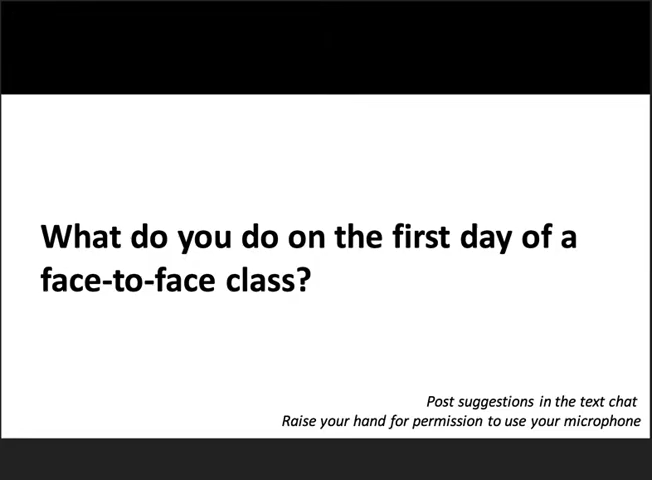 What do you do on the first day of a
face-to-face class?
Post suggestions in the text chat
Raise your hand for permission to use your microphone